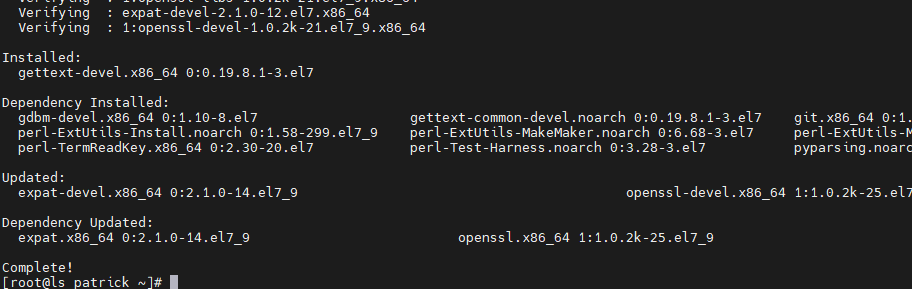 Verifying  : expat-devel-2.1.0-12.el7.x86_64
Verifying  : 1:openssl-devel-1.0.2k-21.el7_9.x86_64
Installed:
gettext-devel.x86_64 0:0.19.8.1-3.el7
Dependency Installed:
gdbm-devel.x86_64 0:1.10-8.el7 gettext-common-devel.noarch 0:0.19.8.1-3.el7 git.x86_64 0:1.
perl-ExtUtils-Install.noarch 0:1.58-299.el7_9 perl-ExtUtils-MakeMaker.noarch 0:6.68-3.el7 perl-ExtUtils-M
perl-TermReadKey.x86_64 0:2.30-20.el7 perl-Test-Harness.noarch 0:3.28-3.el7 pyparsing.noarc
Updated:
expat-devel.x86_64 0:2.1.0-14.el7_9 openssl-devel.x86_64 1:1.0.2k-25.el7
Dependency Updated:
expat.x86_64 0:2.1.0-14.el7_9 openssl.x86_64 1:1.0.2k-25.el7_9
Complete!
[root@ls patrick ~]#